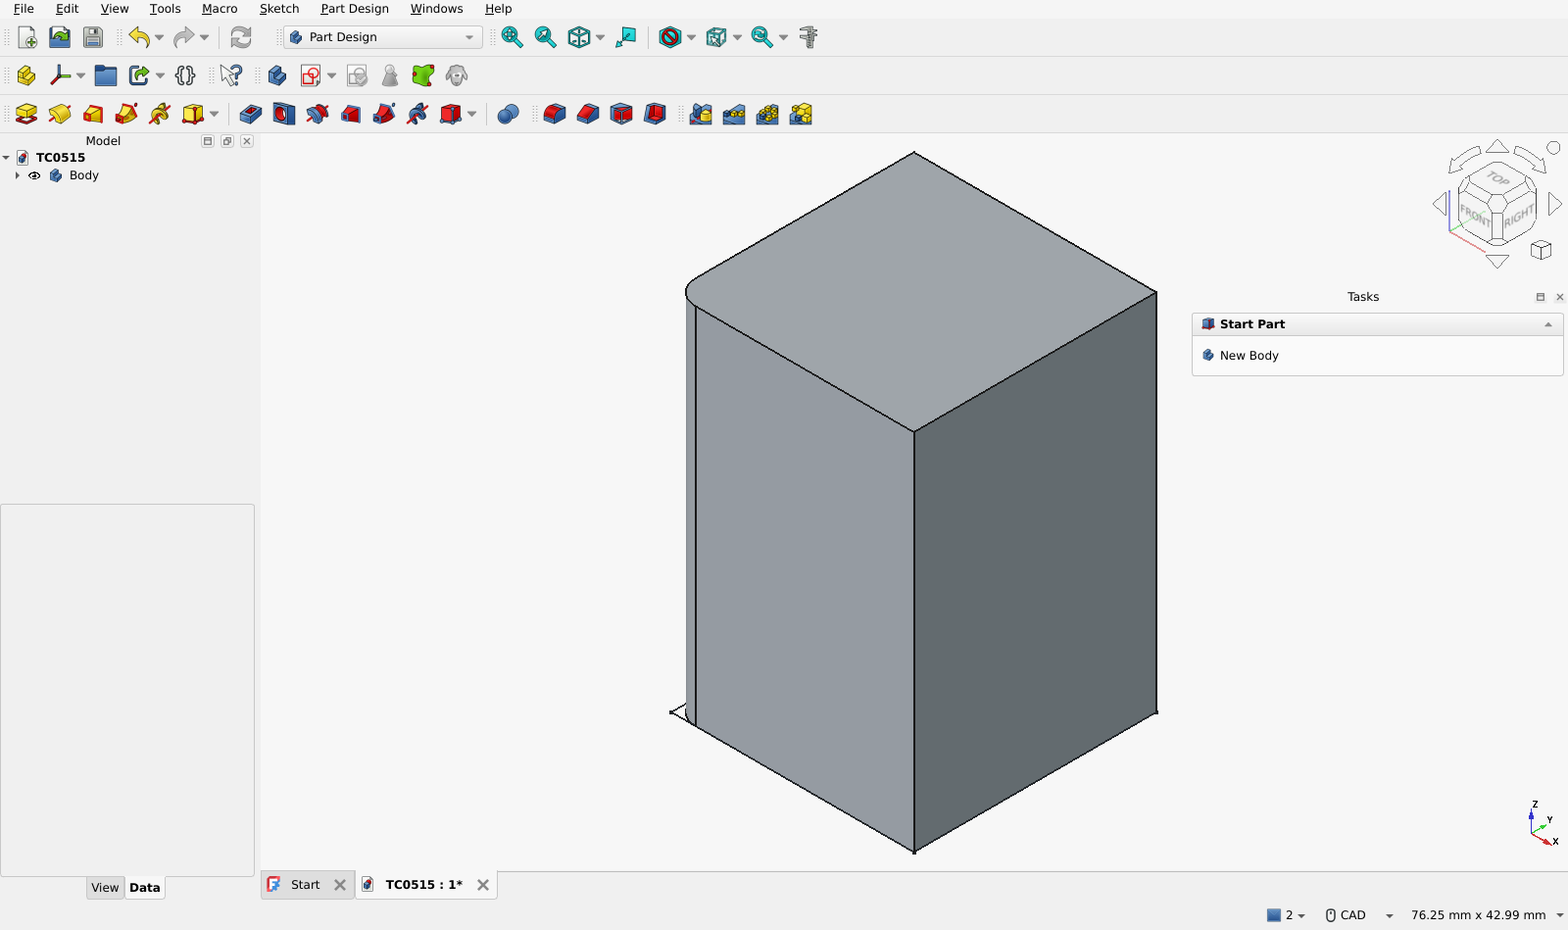 File Edit View Tools Macro Sketch Part Design Windows Help
Part Design
Model
TC0515
Body
TOP
FRONT
RIGHT
Tasks
Start Part
New Body
Z
Y
X
View Data
Start TC0515 : 1*
2 CAD 76.25 mm x 42.99 mm